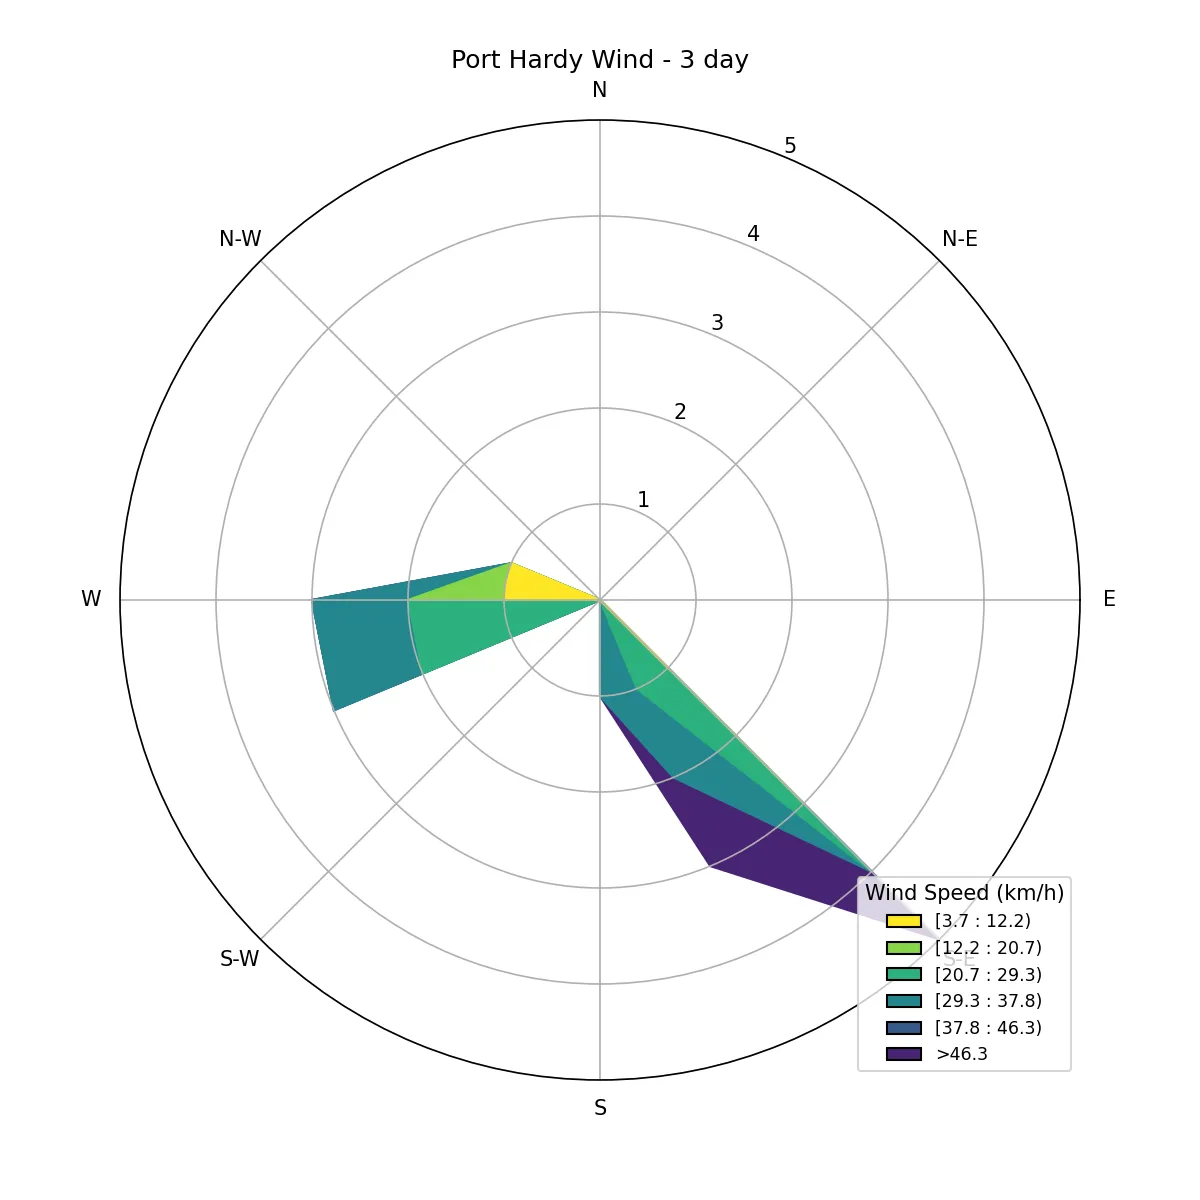 Port Hardy Wind - 3 day
N
5
N-W
N-E
4
3
2
1
W
E
Wind Speed (km/h)
[3.7 : 12.2)
[12.2 : 20.7)
S-W
S-E
[20.7 : 29.3)
[29.3 : 37.8)
[37.8 : 46.3)
>46.3
S